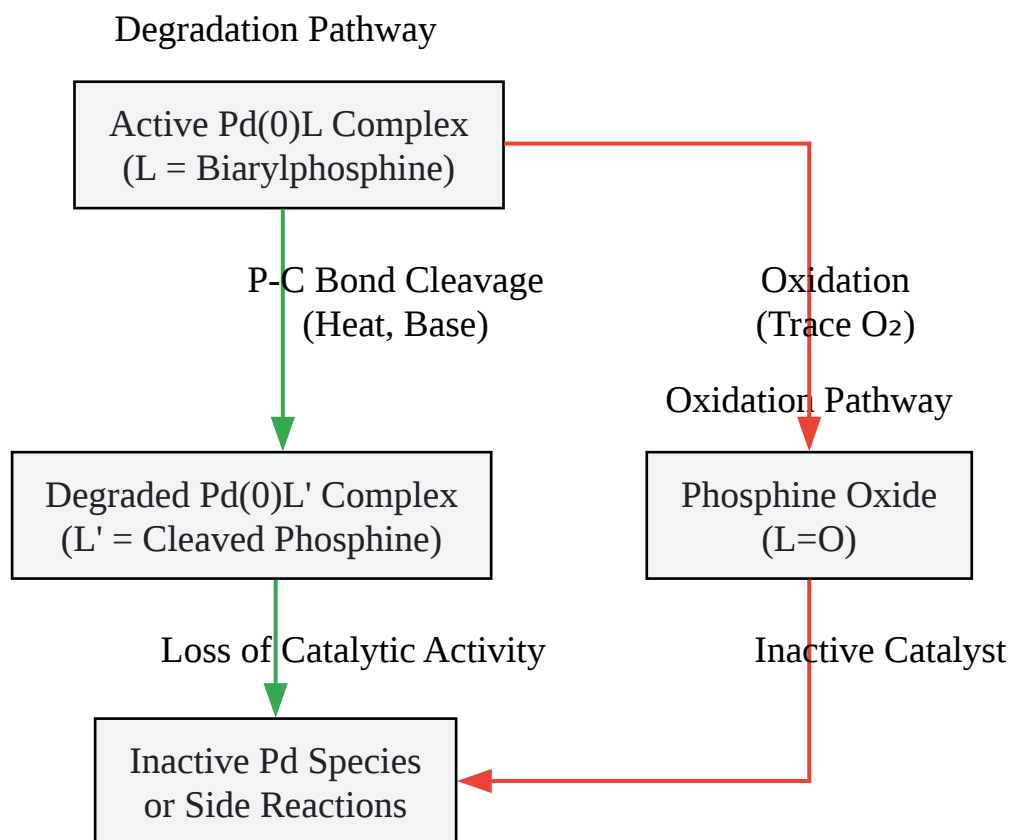 Degradation Pathway
Active Pd(0)L Complex
(L = Biarylphosphine)
P-C Bond Cleavage
(Heat, Base)
Oxidation
(Trace O₂)
Oxidation Pathway
Degraded Pd(0)L' Complex
(L' = Cleaved Phosphine)
Phosphine Oxide
(L=O)
Loss of Catalytic Activity
Inactive Catalyst
Inactive Pd Species
or Side Reactions